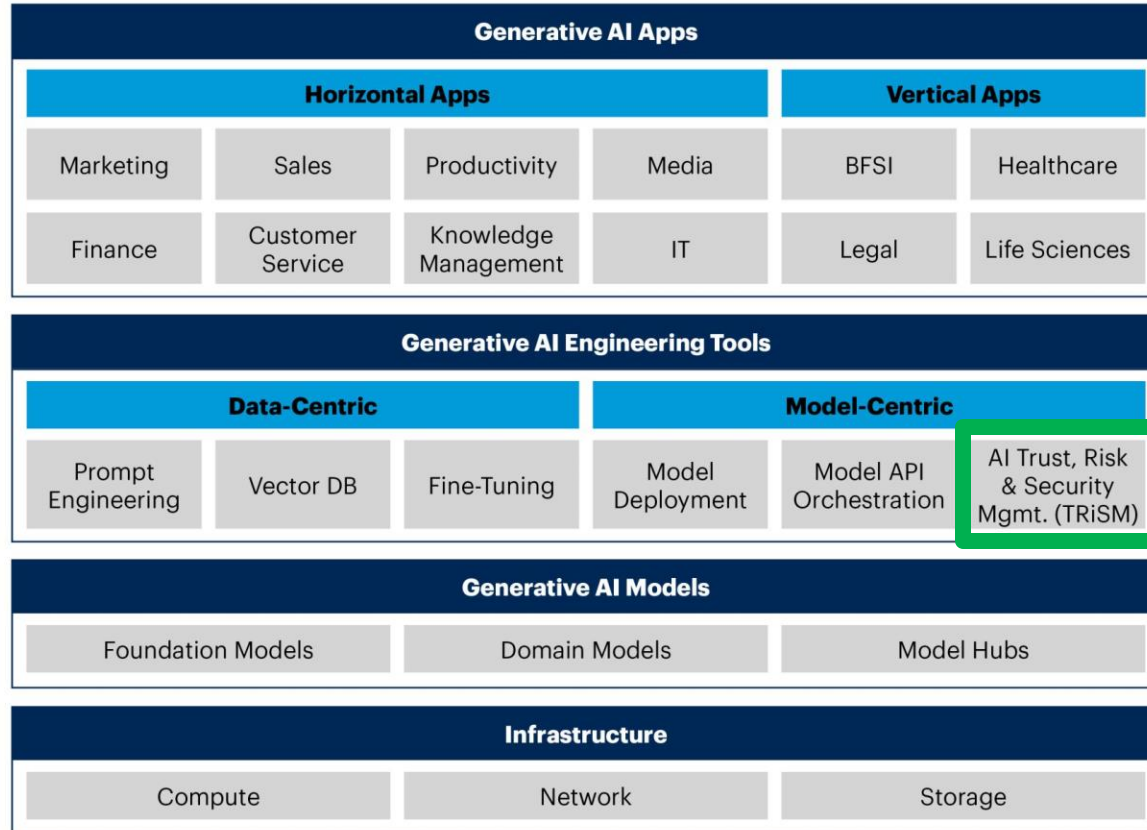 Generative AI Apps
Horizontal Apps
Vertical Apps
Marketing
Sales
Productivity
Media
BFSI
Healthcare
Finance
Customer
Service
Knowledge
Management
IT
Legal
Life Sciences
Generative AI Engineering Tools
Data-Centric
Model-Centric
Prompt
Engineering
Vector DB
Fine-Tuning
Model
Deployment
Model API
Orchestration
AI Trust, Risk
& Security
Mgmt. (TRiSM)
Generative AI Models
Foundation Models
Domain Models
Model Hubs
Infrastructure
Compute
Network
Storage